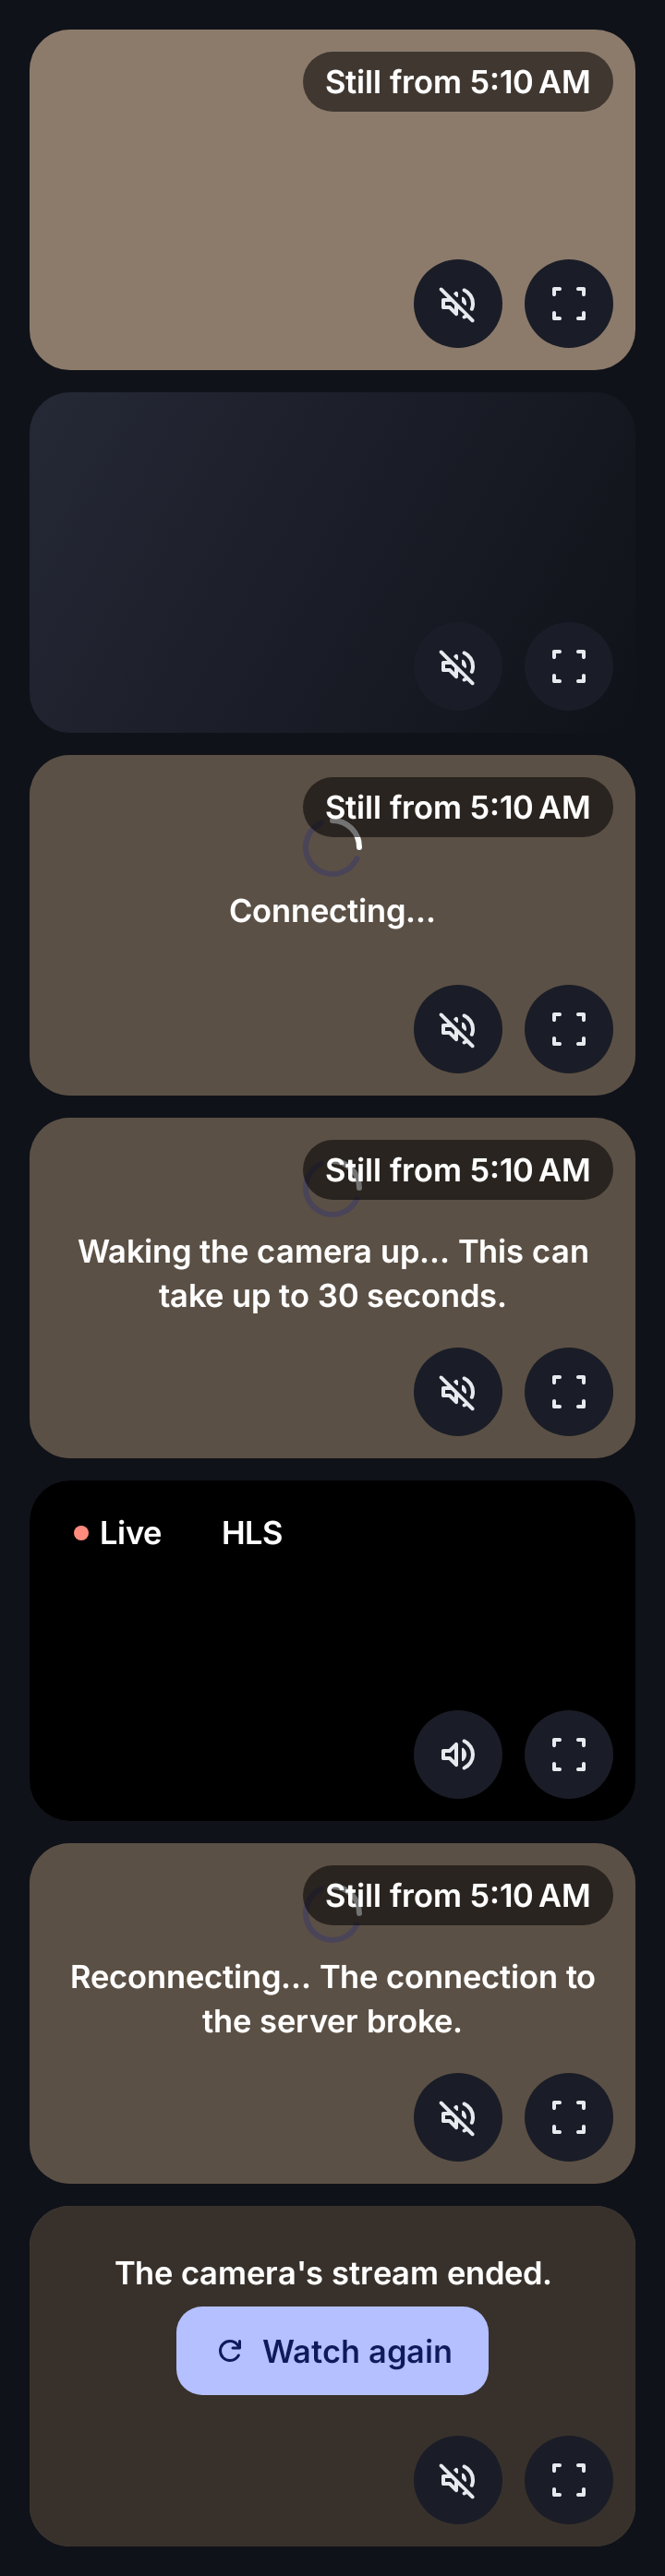 Still from 5:10 AM
Still from 5:10 AM
Connecting...
Still from 5:10 AM
Waking the camera up... This can
take up to 30 seconds.
Live HLS
Still from 5:10 AM
Reconnecting... The connection to
the server broke.
The camera's stream ended.
Watch again